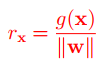 r_𝐱 = g(𝐱) / ‖𝐰‖